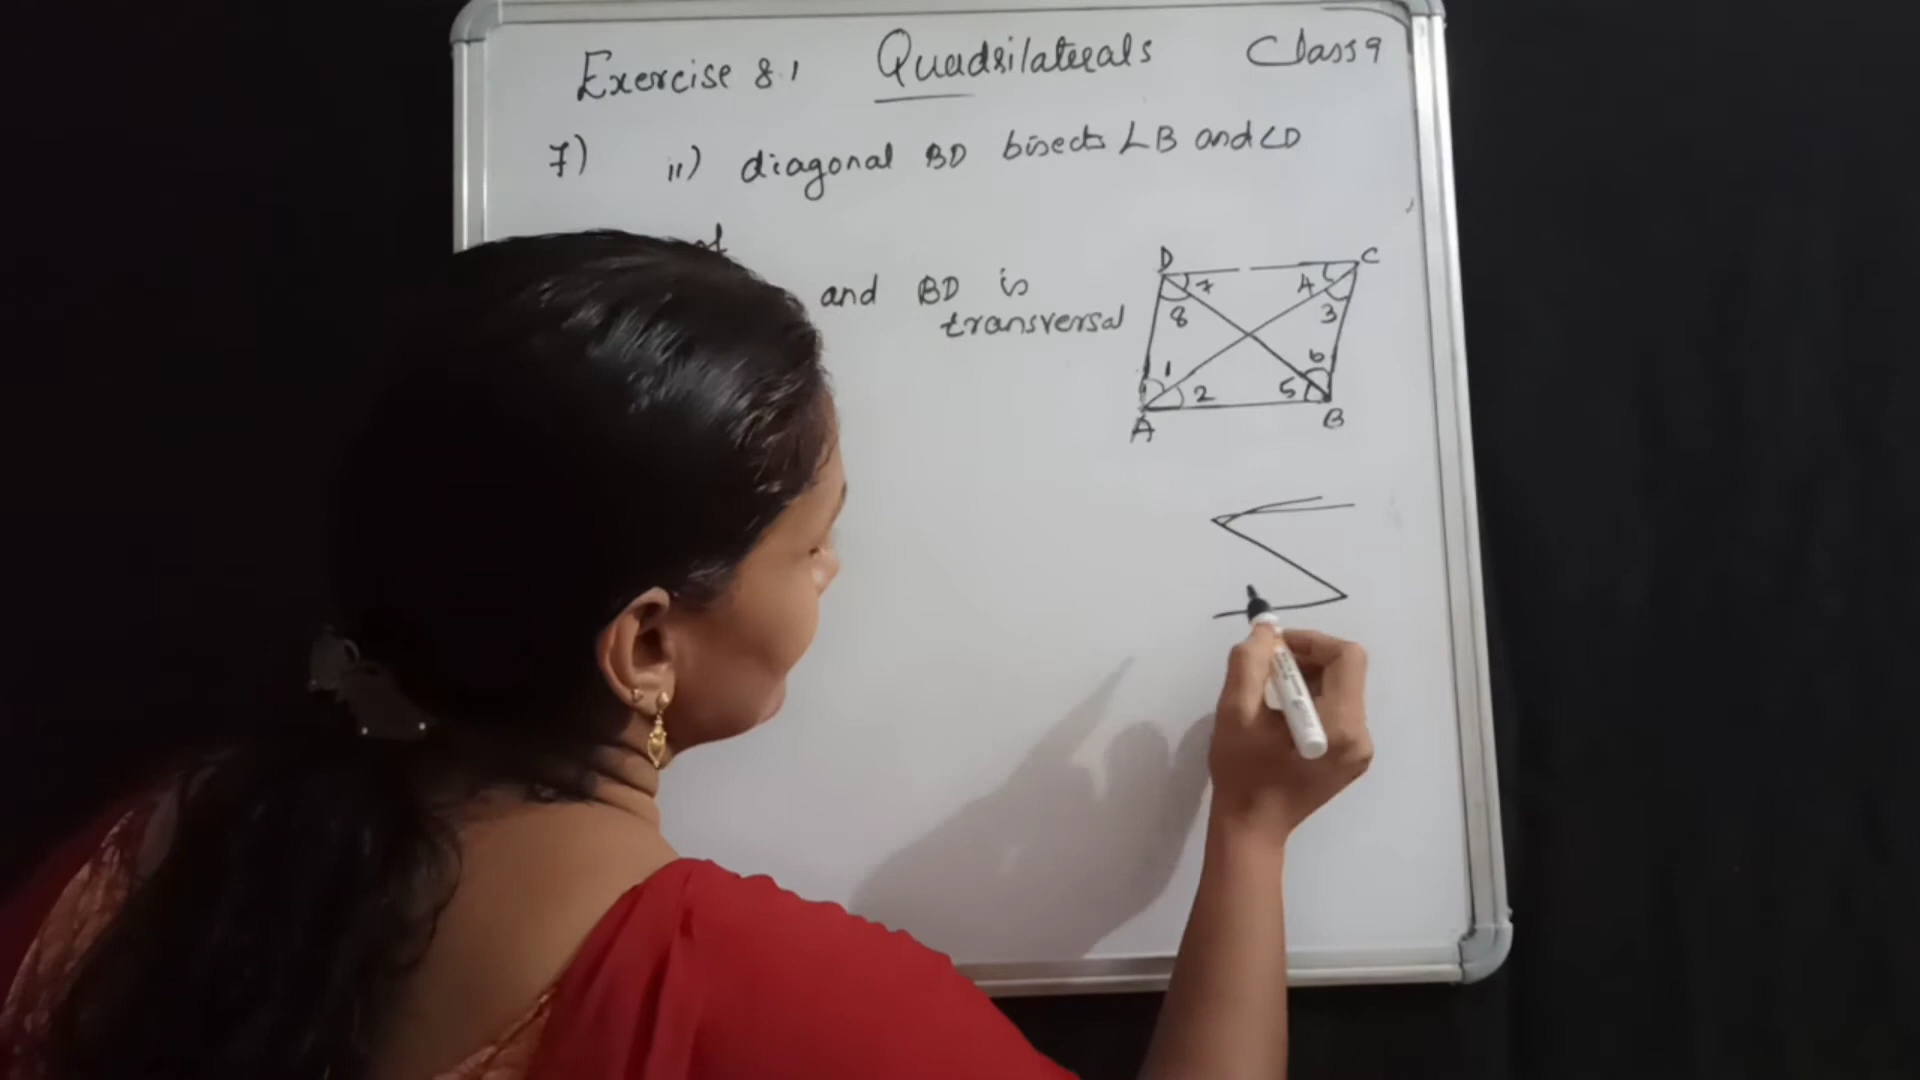 Exercise 8.1 Quadrilaterals Class 9
7) ii) diagonal BD bisects ∠B and ∠D
and BD is
transversal
D C
7 4
8 3
1 6
2 5
A B